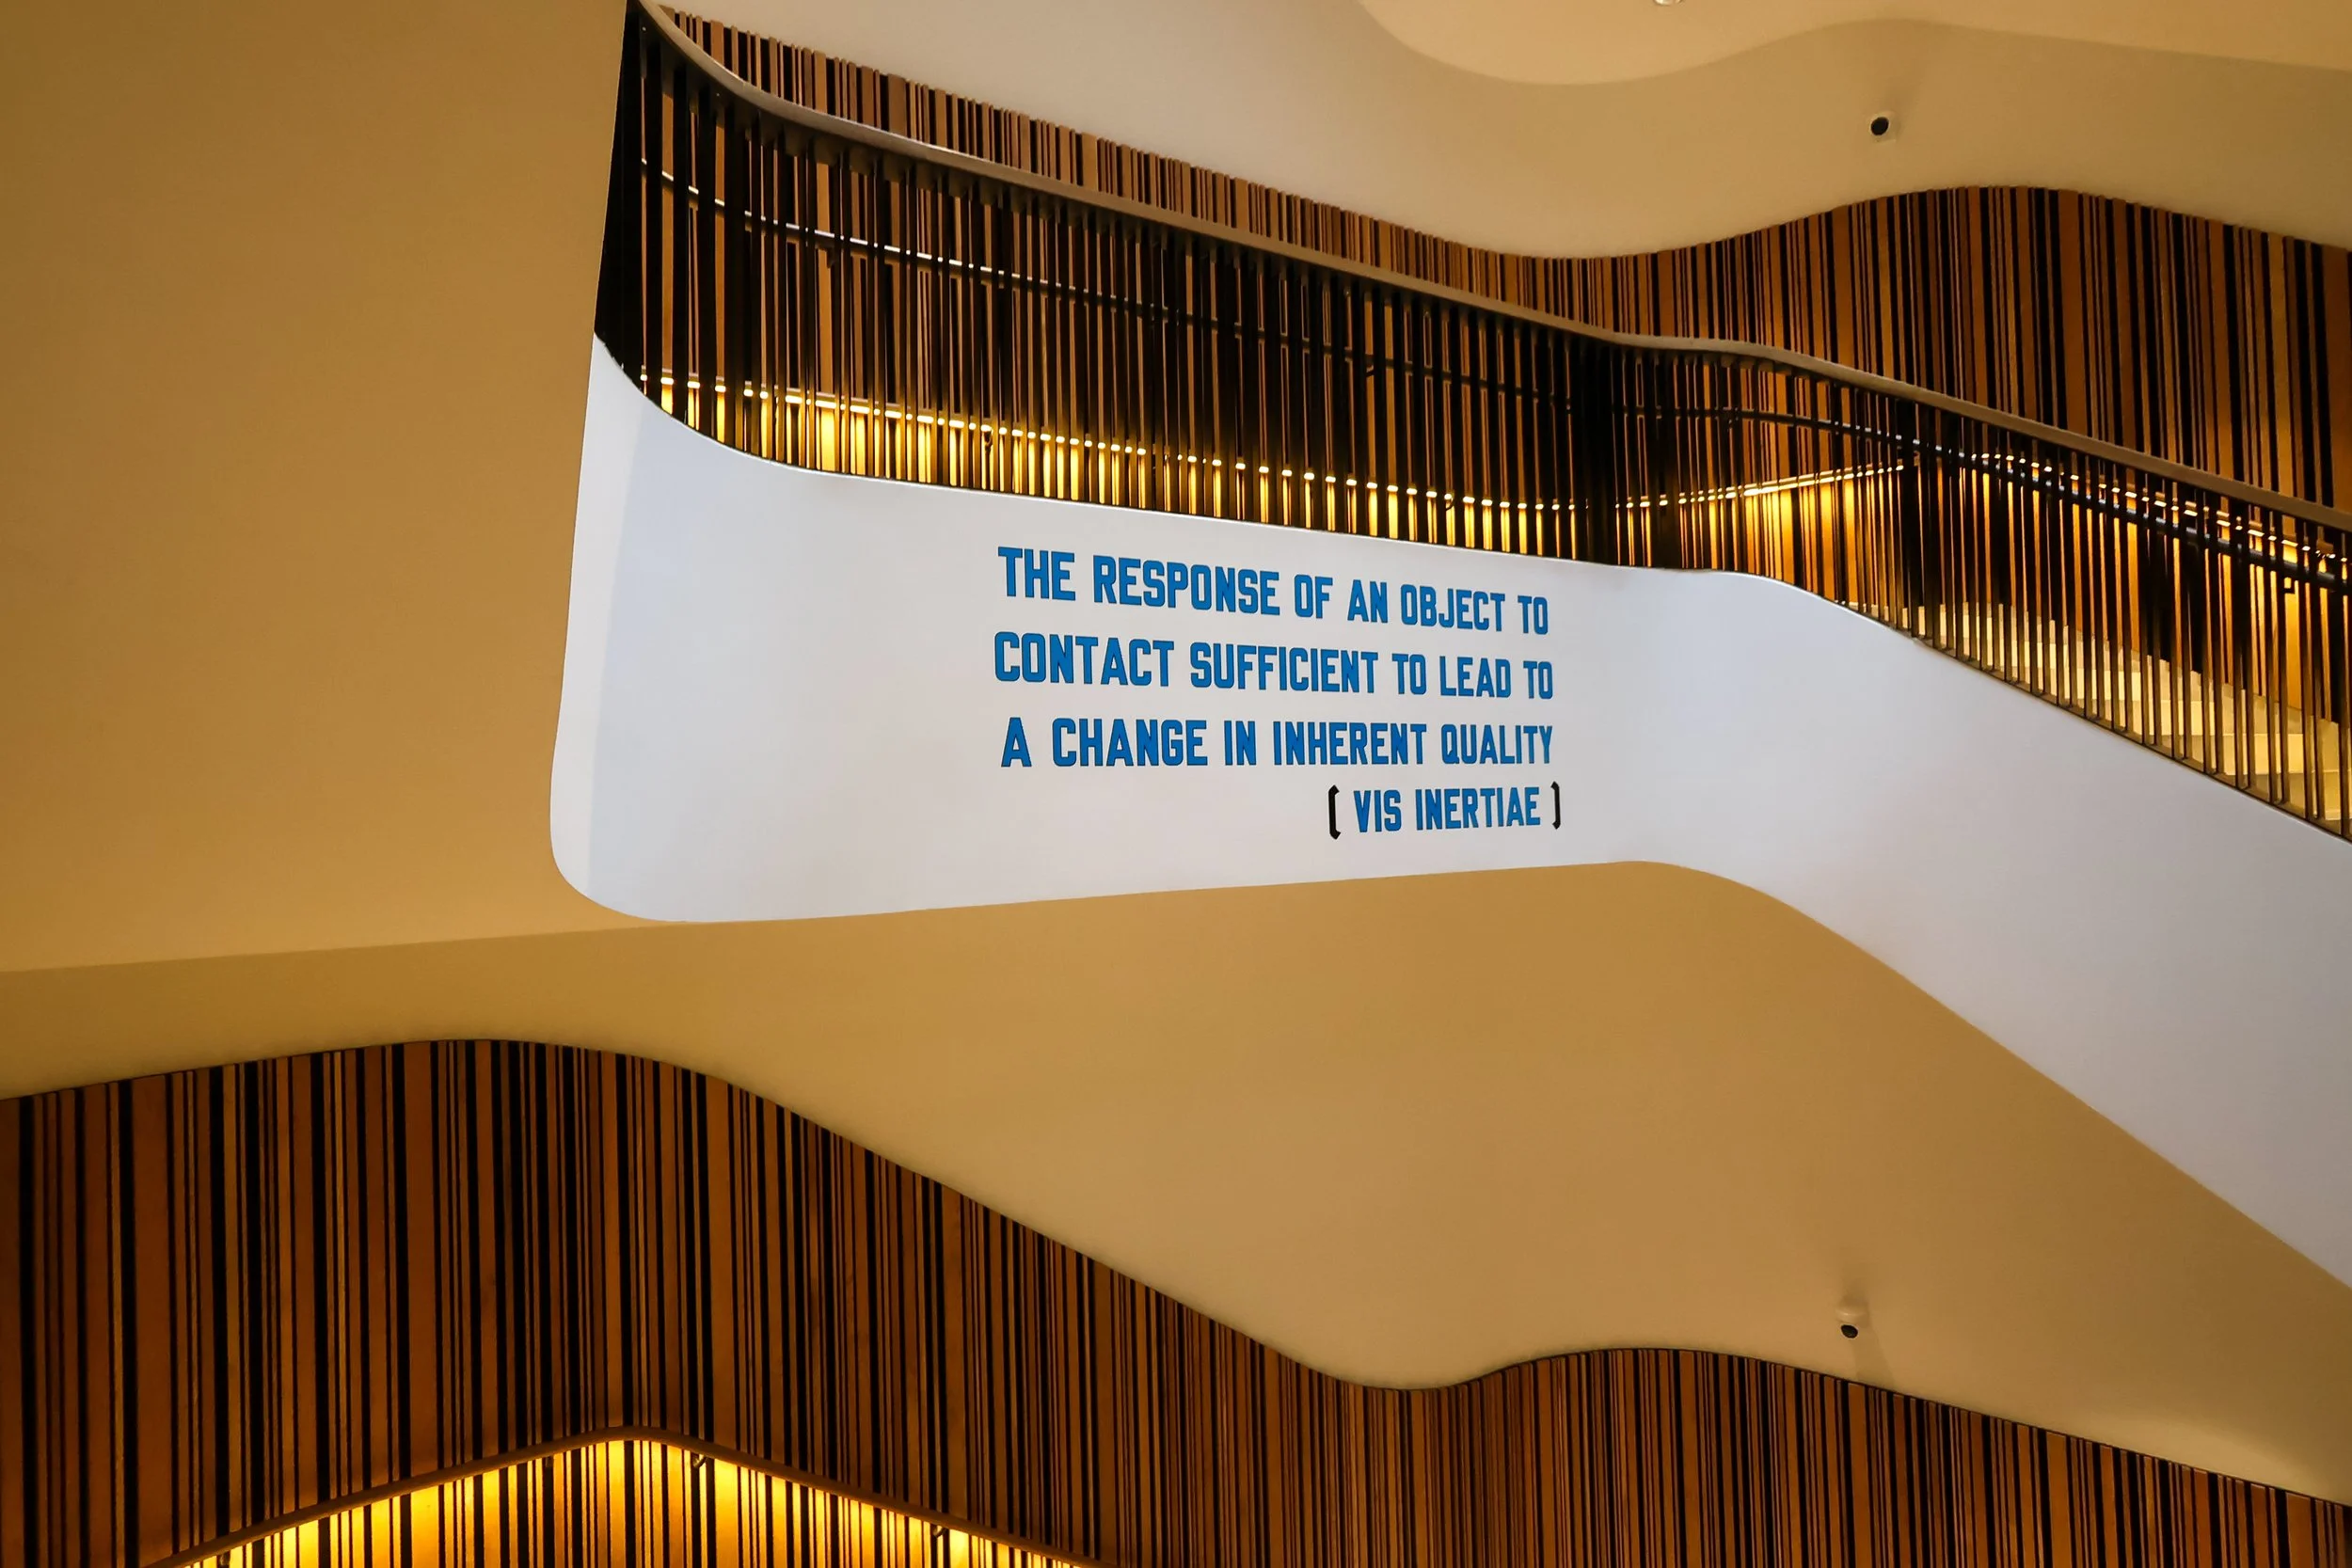 THE RESPONSE OF AN OBJECT TO
CONTACT SUFFICIENT TO LEAD TO
A CHANGE IN INHERENT QUALITY
[ VIS INERTIAE ]